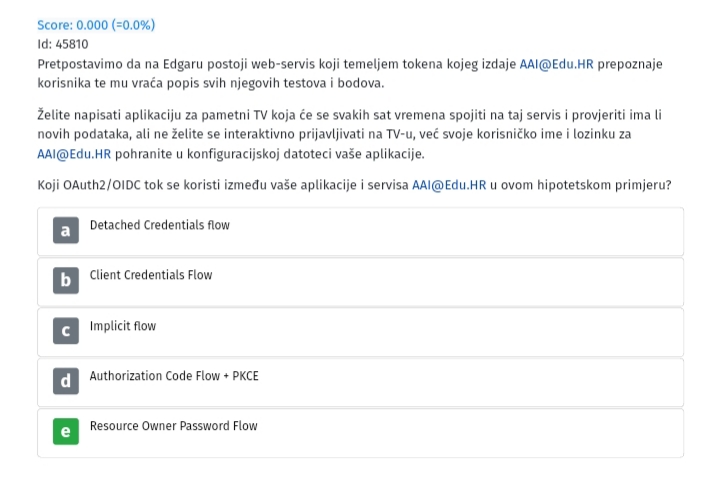 Score: 0.000 (=0.0%)
Id: 45810
Pretpostavimo da na Edgaru postoji web-servis koji temeljem tokena kojeg izdaje AAI@Edu.HR prepoznaje
korisnika te mu vraća popis svih njegovih testova i bodova.
Želite napisati aplikaciju za pametni TV koja će se svakih sat vremena spojiti na taj servis i provjeriti ima li
novih podataka, ali ne želite se interaktivno prijavljivati na TV-u, već svoje korisničko ime i lozinku za
AAI@Edu.HR pohranite u konfiguracijskoj datoteci vaše aplikacije.
Koji OAuth2/OIDC tok se koristi između vaše aplikacije i servisa AAI@Edu.HR u ovom hipotetskom primjeru?
a Detached Credentials flow
b Client Credentials Flow
c Implicit flow
d Authorization Code Flow + PKCE
e Resource Owner Password Flow